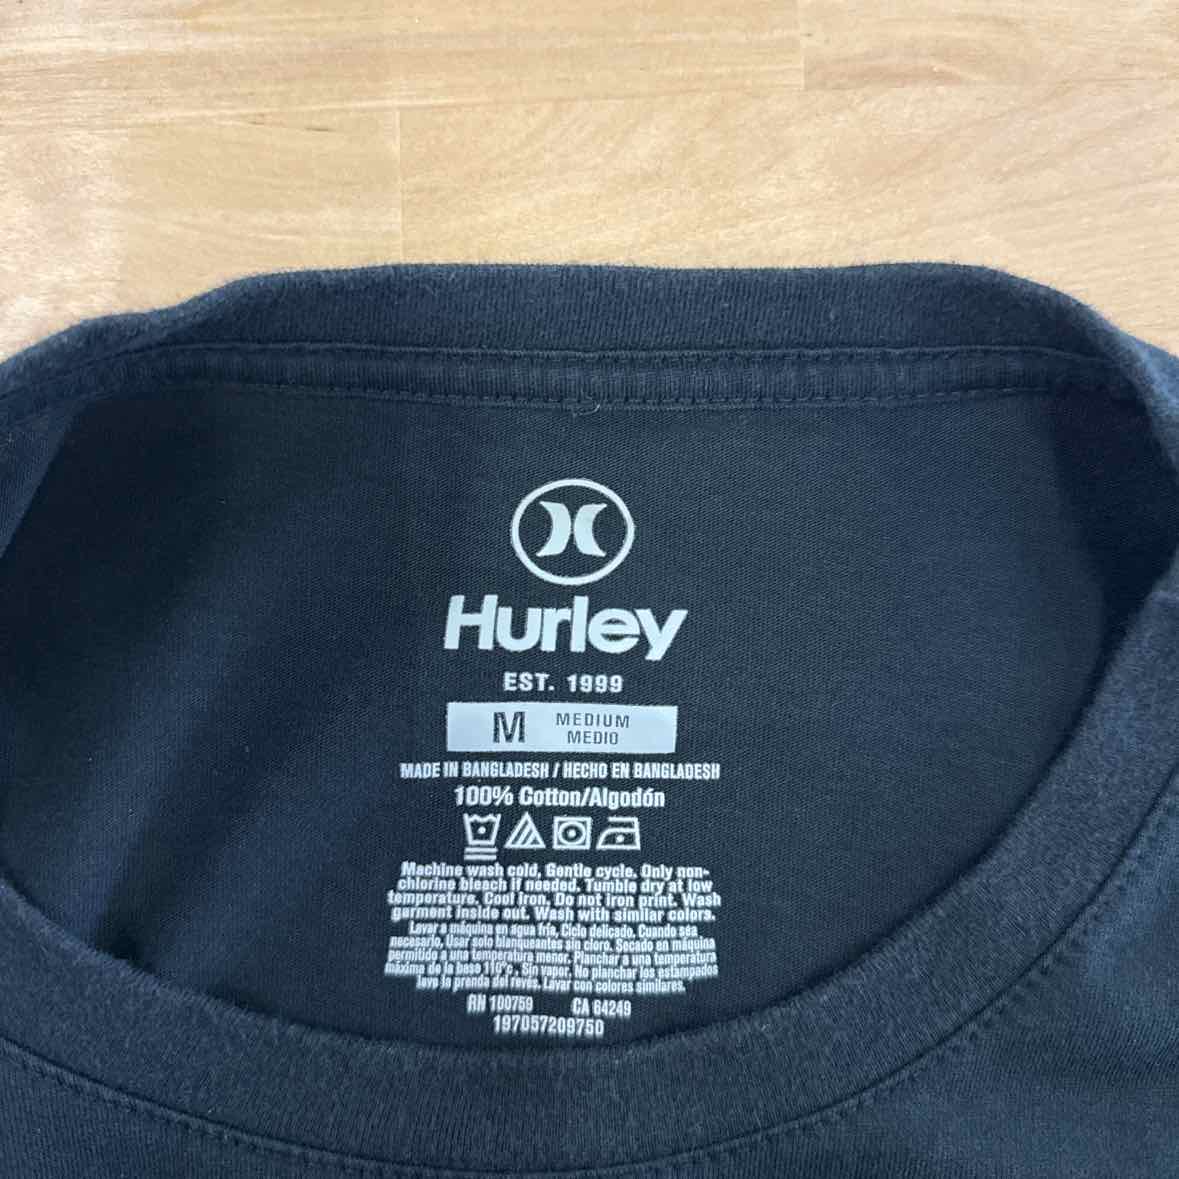 Hurley
EST. 1999
M MEDIUM
MEDIO
MADE IN BANGLADESH / HECHO EN BANGLADESH
100% Cotton/Algodón
Machine wash cold, Gentle cycle. Only non-
chlorine bleach if needed. Tumble dry at low
temperature. Cool iron, Do not iron print. Wash
garment inside out. Wash with similar colors.
Lavar a máquina en agua fría, Ciclo delicado. Cuando sea
necesario, Usar solo blanqueantes sin cloro. Secado en máquina
permitido a una temperatura menor. Planchar a una temperatura
máxima de la base 110°c . Sin vapor. No planchar los estampados
lave la prenda del revés. Lavar con colores similares.
RN 100759 CA 64249
197057209750